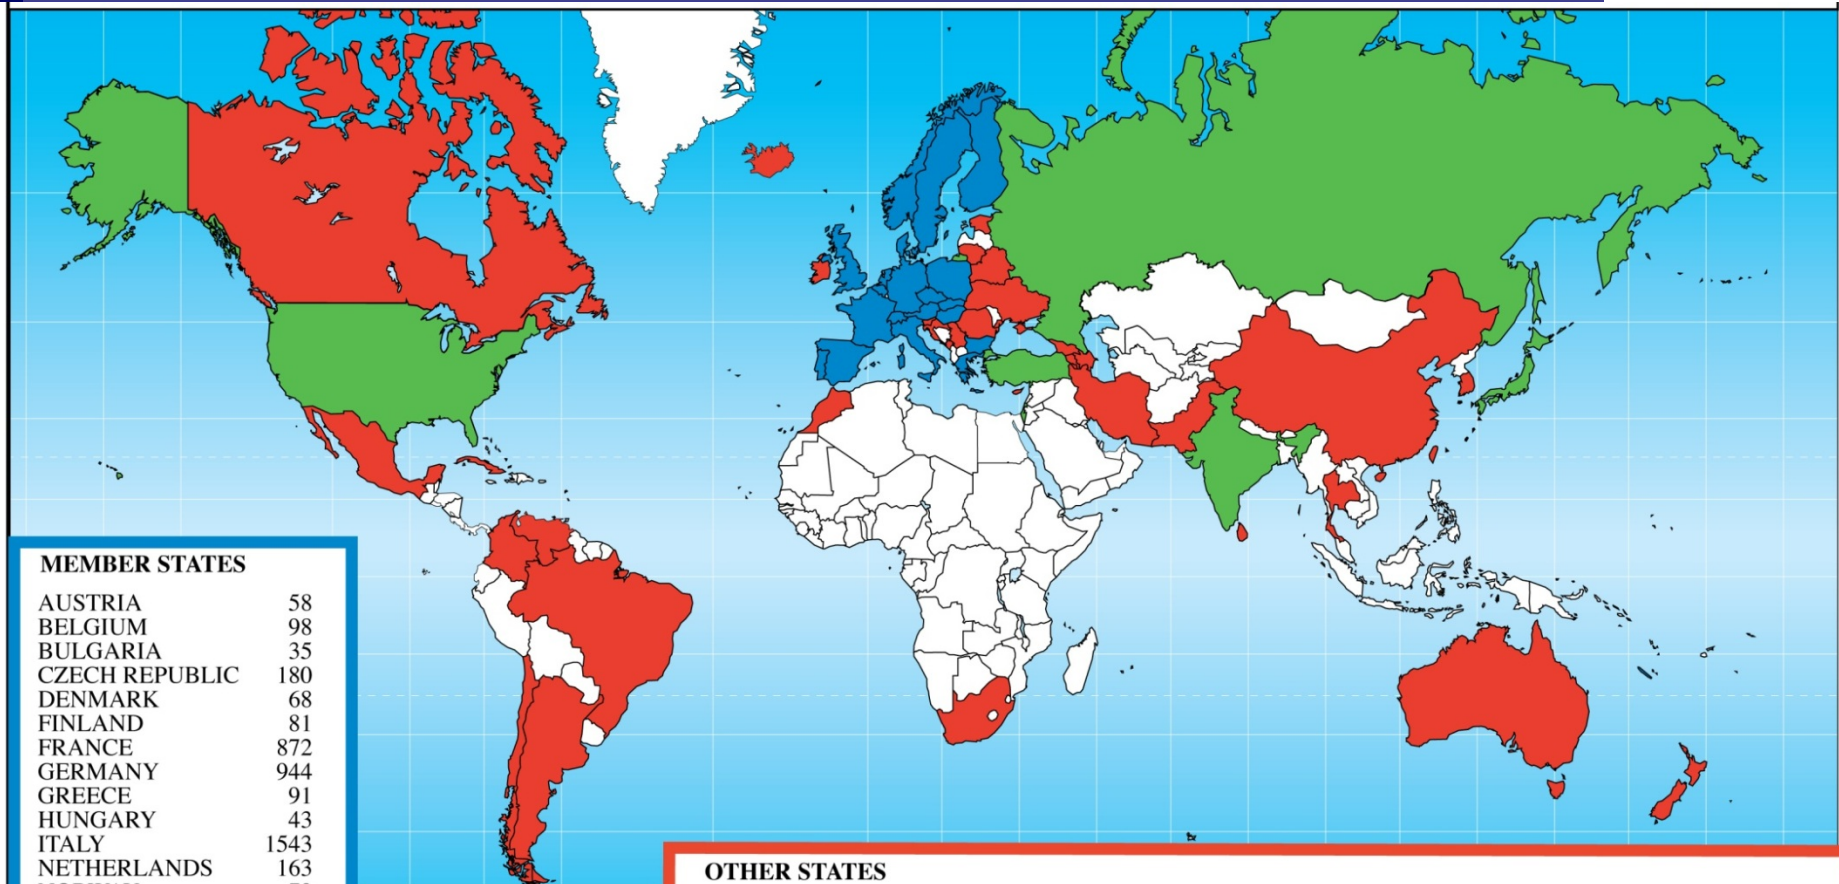 MEMBER STATES
AUSTRIA 58
BELGIUM 98
BULGARIA 35
CZECH REPUBLIC 180
DENMARK 68
FINLAND 81
FRANCE 872
GERMANY 944
GREECE 91
HUNGARY 43
ITALY 1543
NETHERLANDS 163
OTHER STATES